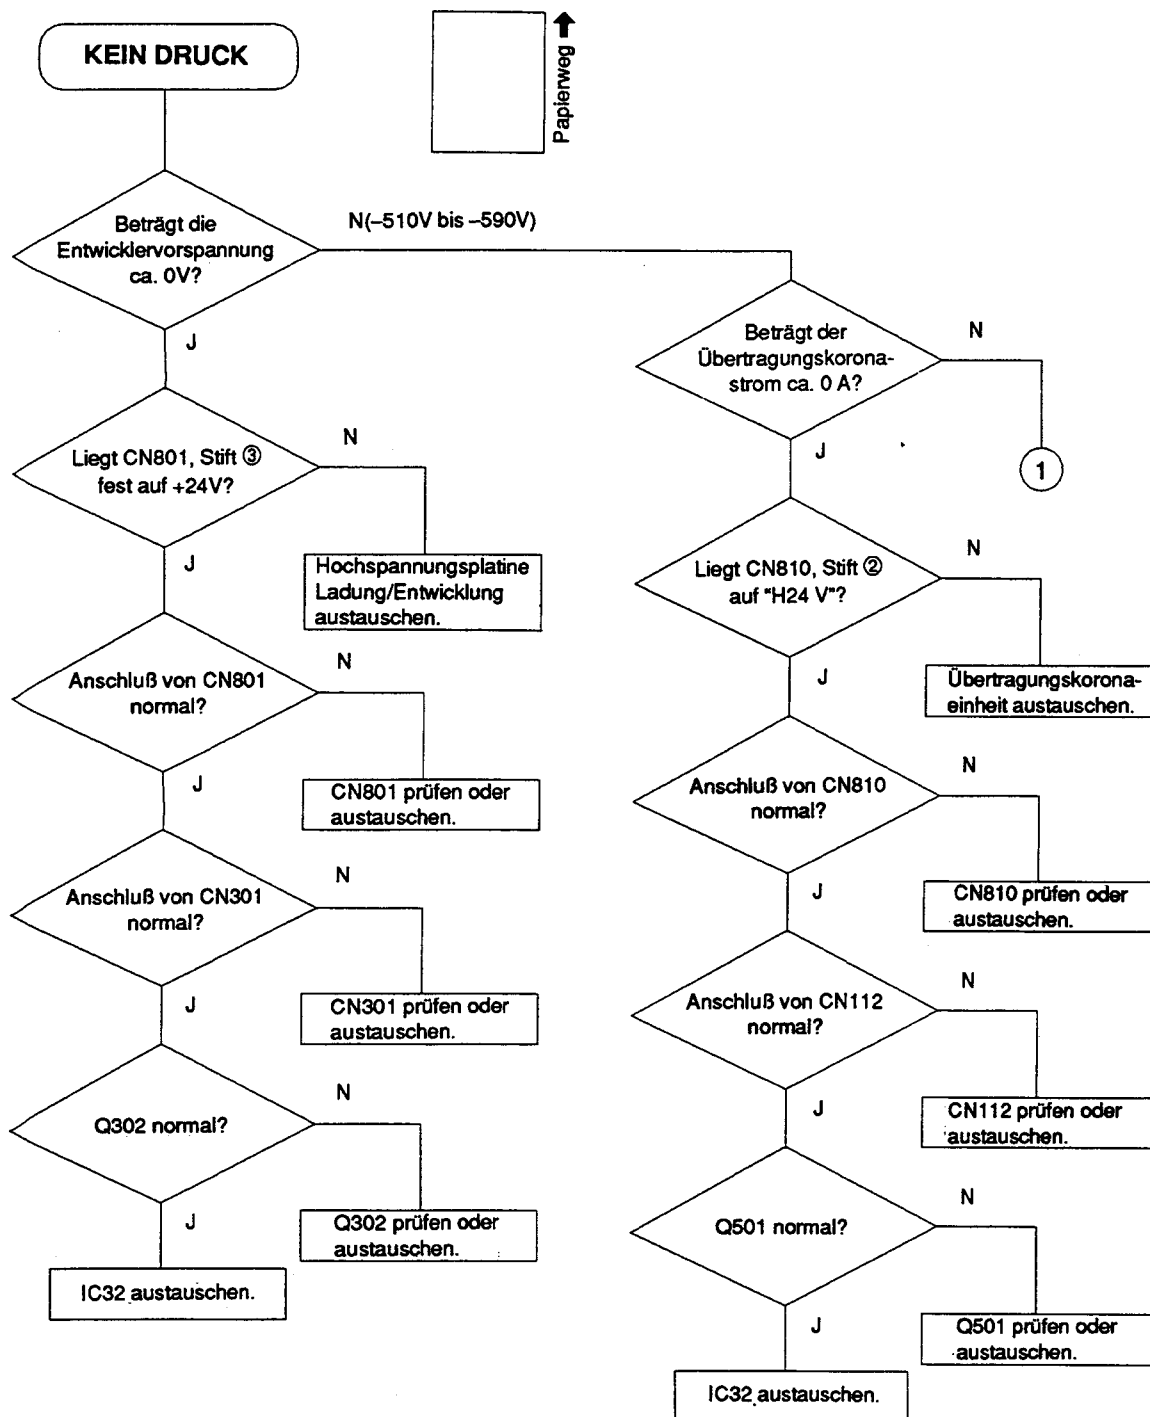 KEIN DRUCK
Papierweg
Beträgt die
Entwicklervorspannung
ca. 0V?
N(–510V bis –590V)
J
Liegt CN801, Stift ③
fest auf +24V?
N
Hochspannungsplatine
Ladung/Entwicklung
austauschen.
J
Anschluß von CN801
normal?
N
CN801 prüfen oder
austauschen.
J
Anschluß von CN301
normal?
N
CN301 prüfen oder
austauschen.
J
Q302 normal?
N
Q302 prüfen oder
austauschen.
J
IC32 austauschen.
Beträgt der
Übertragungskorona-
strom ca. 0 A?
N
1
J
Liegt CN810, Stift ②
auf "H24 V"?
N
Übertragungskorona-
einheit austauschen.
J
Anschluß von CN810
normal?
N
CN810 prüfen oder
austauschen.
J
Anschluß von CN112
normal?
N
CN112 prüfen oder
austauschen.
J
Q501 normal?
N
Q501 prüfen oder
austauschen.
J
IC32 austauschen.